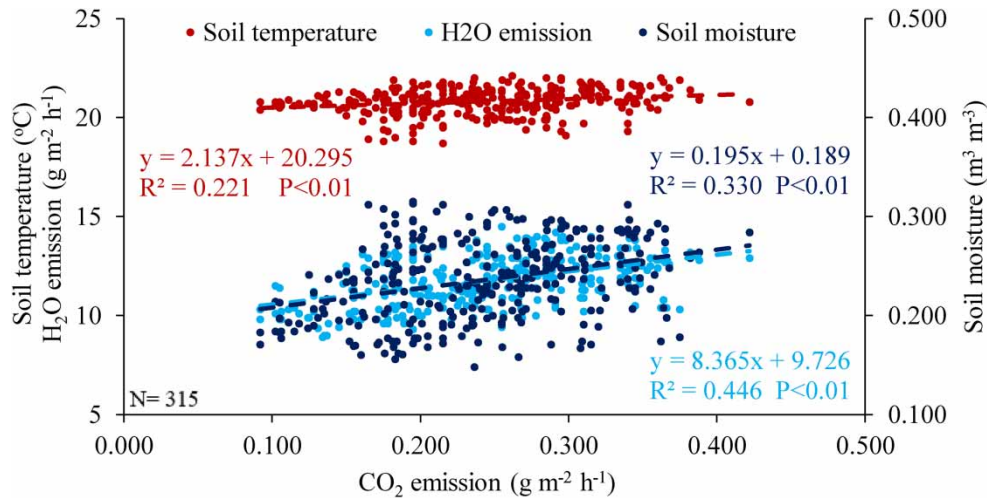 Soil temperature H2O emission Soil moisture
25
20
15
10
5
0.500
0.400
0.300
0.200
0.100
Soil temperature (°C)
H₂O emission (g m⁻² h⁻¹)
Soil moisture (m³ m⁻³)
y = 2.137x + 20.295
R² = 0.221 P<0.01
y = 0.195x + 0.189
R² = 0.330 P<0.01
y = 8.365x + 9.726
R² = 0.446 P<0.01
N= 315
0.000 0.100 0.200 0.300 0.400 0.500
CO₂ emission (g m⁻² h⁻¹)